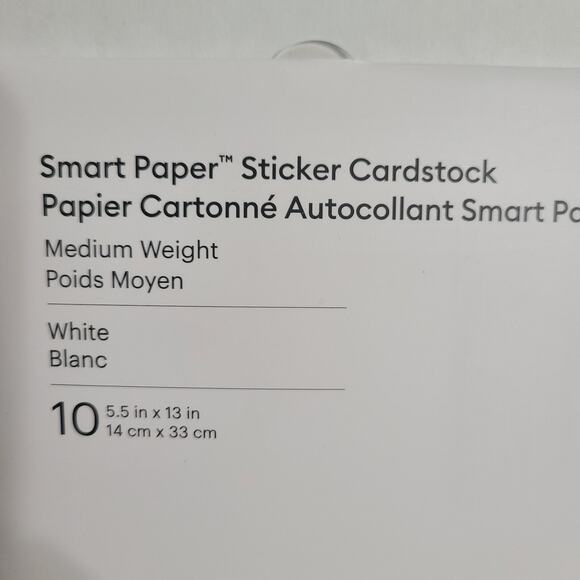 Smart Paper™ Sticker Cardstock
Papier Cartonné Autocollant Smart
Medium Weight
Poids Moyen
White
Blanc
10 5.5 in x 13 in
14 cm x 33 cm